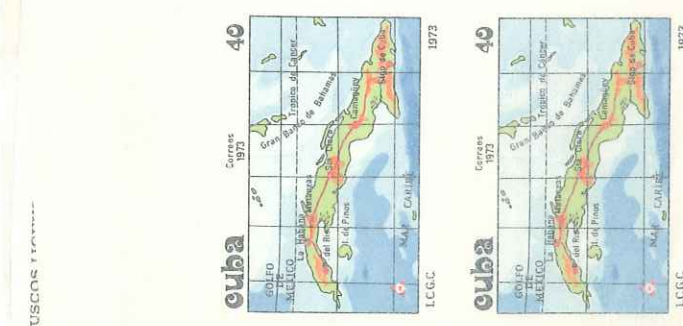 cuba
Correos
1973
40
GOLFO
DE
MEXICO
La Habana
Matanzas
del Rio
I. de Pinos
Sta Clara
Camagüey
Stgo de Cuba
Gran Banco de Bahamas
Tropico de Cancer
MAR CARIBE
I.C.G.C
1973
cuba
Correos
1973
40
GOLFO
DE
MEXICO
La Habana
Matanzas
del Rio
I. de Pinos
Sta Clara
Camagüey
Stgo de Cuba
Gran Banco de Bahamas
Tropico de Cancer
MAR CARIBE
I.C.G.C
1973